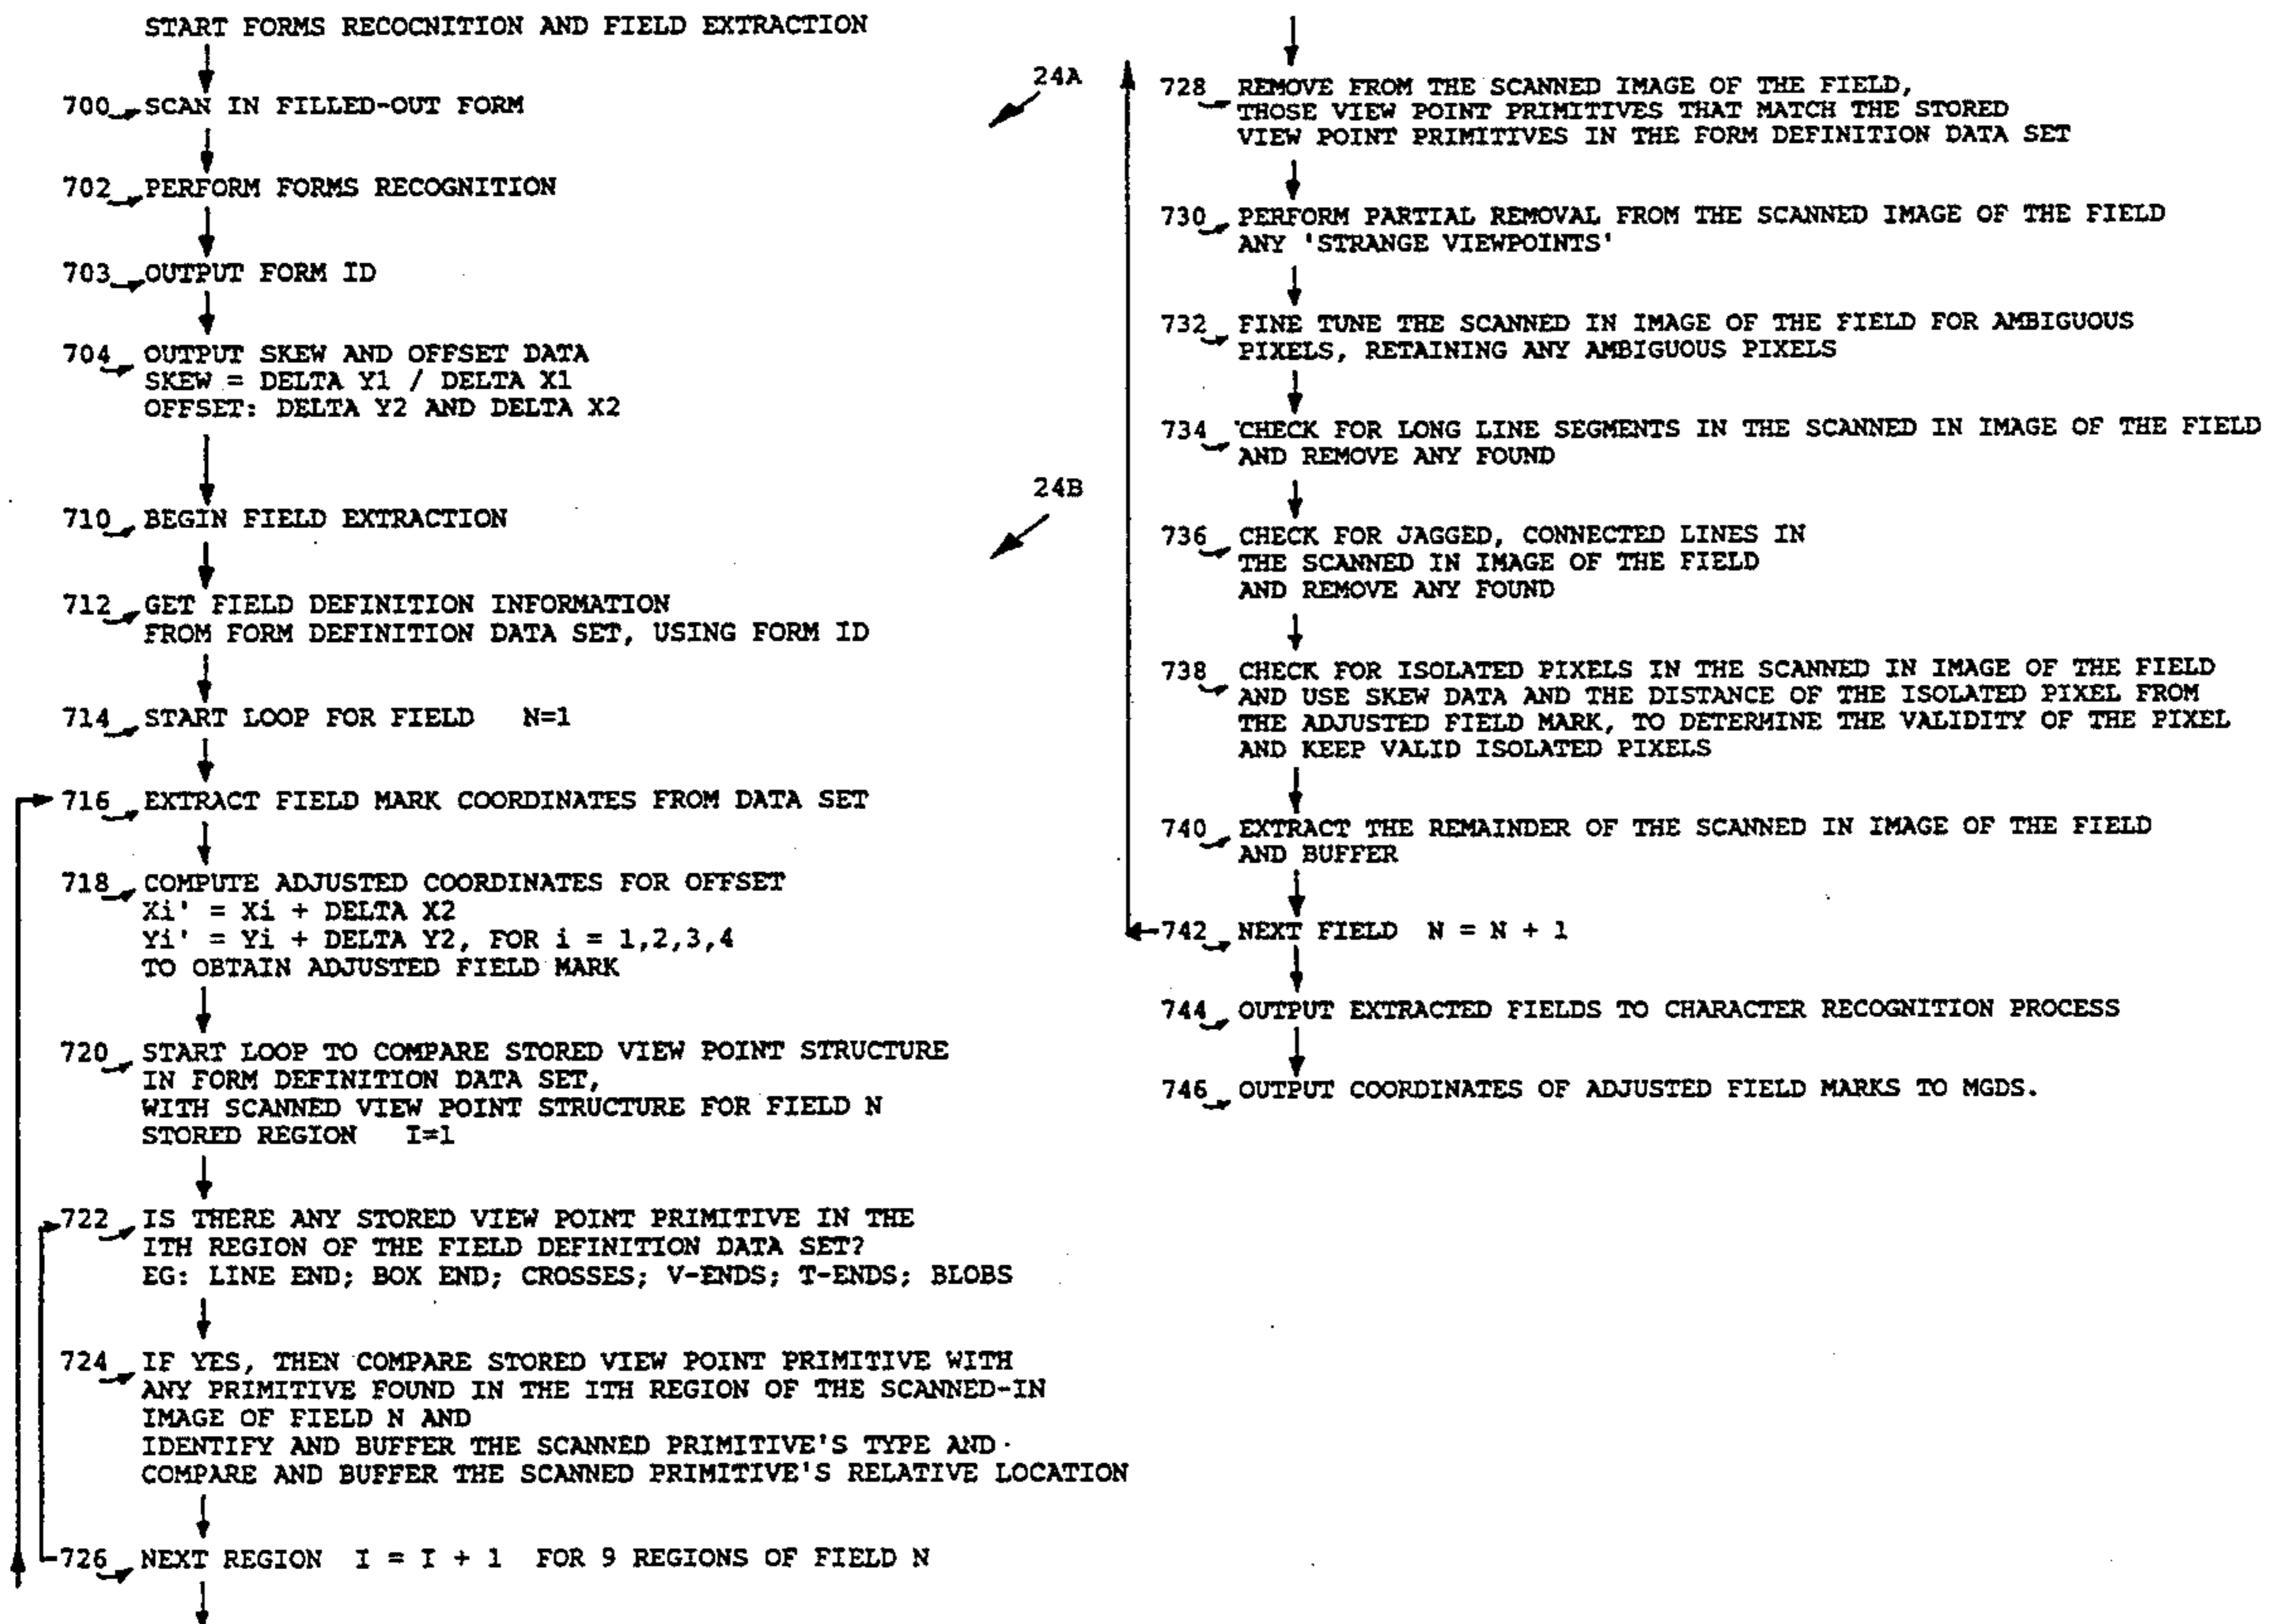 START FORMS RECOCNITION AND FIELD EXTRACTION
700 SCAN IN FILLED-OUT FORM
702 PERFORM FORMS RECOGNITION
703 OUTPUT FORM ID
704 OUTPUT SKEW AND OFFSET DATA
SKEW = DELTA Y1 / DELTA X1
OFFSET: DELTA Y2 AND DELTA X2
710 BEGIN FIELD EXTRACTION
712 GET FIELD DEFINITION INFORMATION
FROM FORM DEFINITION DATA SET, USING FORM ID
714 START LOOP FOR FIELD N=1
716 EXTRACT FIELD MARK COORDINATES FROM DATA SET
718 COMPUTE ADJUSTED COORDINATES FOR OFFSET
Xi' = Xi + DELTA X2
Yi' = Yi + DELTA Y2, FOR i = 1,2,3,4
TO OBTAIN ADJUSTED FIELD MARK
720 START LOOP TO COMPARE STORED VIEW POINT STRUCTURE
IN FORM DEFINITION DATA SET,
WITH SCANNED VIEW POINT STRUCTURE FOR FIELD N
STORED REGION I=1
722 IS THERE ANY STORED VIEW POINT PRIMITIVE IN THE
ITH REGION OF THE FIELD DEFINITION DATA SET?
EG: LINE END; BOX END; CROSSES; V-ENDS; T-ENDS; BLOBS
724 IF YES, THEN COMPARE STORED VIEW POINT PRIMITIVE WITH
ANY PRIMITIVE FOUND IN THE ITH REGION OF THE SCANNED-IN
IMAGE OF FIELD N AND
IDENTIFY AND BUFFER THE SCANNED PRIMITIVE'S TYPE AND
COMPARE AND BUFFER THE SCANNED PRIMITIVE'S RELATIVE LOCATION
726 NEXT REGION I = I + 1 FOR 9 REGIONS OF FIELD N
24A
24B
728 REMOVE FROM THE SCANNED IMAGE OF THE FIELD,
THOSE VIEW POINT PRIMITIVES THAT MATCH THE STORED
VIEW POINT PRIMITIVES IN THE FORM DEFINITION DATA SET
730 PERFORM PARTIAL REMOVAL FROM THE SCANNED IMAGE OF THE FIELD
ANY 'STRANGE VIEWPOINTS'
732 FINE TUNE THE SCANNED IN IMAGE OF THE FIELD FOR AMBIGUOUS
PIXELS, RETAINING ANY AMBIGUOUS PIXELS
734 CHECK FOR LONG LINE SEGMENTS IN THE SCANNED IN IMAGE OF THE FIELD
AND REMOVE ANY FOUND
736 CHECK FOR JAGGED, CONNECTED LINES IN
THE SCANNED IN IMAGE OF THE FIELD
AND REMOVE ANY FOUND
738 CHECK FOR ISOLATED PIXELS IN THE SCANNED IN IMAGE OF THE FIELD
AND USE SKEW DATA AND THE DISTANCE OF THE ISOLATED PIXEL FROM
THE ADJUSTED FIELD MARK, TO DETERMINE THE VALIDITY OF THE PIXEL
AND KEEP VALID ISOLATED PIXELS
740 EXTRACT THE REMAINDER OF THE SCANNED IN IMAGE OF THE FIELD
AND BUFFER
742 NEXT FIELD N = N + 1
744 OUTPUT EXTRACTED FIELDS TO CHARACTER RECOGNITION PROCESS
746 OUTPUT COORDINATES OF ADJUSTED FIELD MARKS TO MGDS.